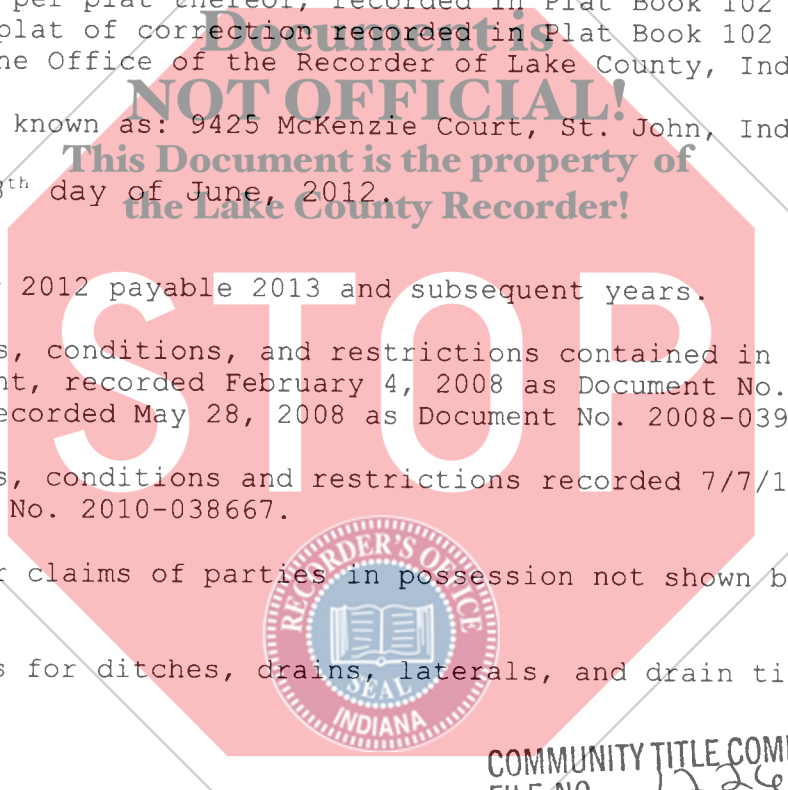 per plat thereof, recorded in Plat Book 102
plat of correction recorded in Plat Book 102
Document is
ne Office of the Recorder of Lake County, Ind
NOT OFFICIAL!
known as: 9425 McKenzie Court, St. John, Ind
This Document is the property of
8th day of June, 2012.
the Lake County Recorder!
2012 payable 2013 and subsequent years.
STOP
s, conditions, and restrictions contained in
nt, recorded February 4, 2008 as Document No.
ecorded May 28, 2008 as Document No. 2008-039
s, conditions and restrictions recorded 7/7/1
No. 2010-038667.
RECORDER'S OFFICE
r claims of parties in possession not shown b
s for ditches, drains, laterals, and drain ti
SEAL
INDIANA
COMMUNITY TITLE COM
FILE NO